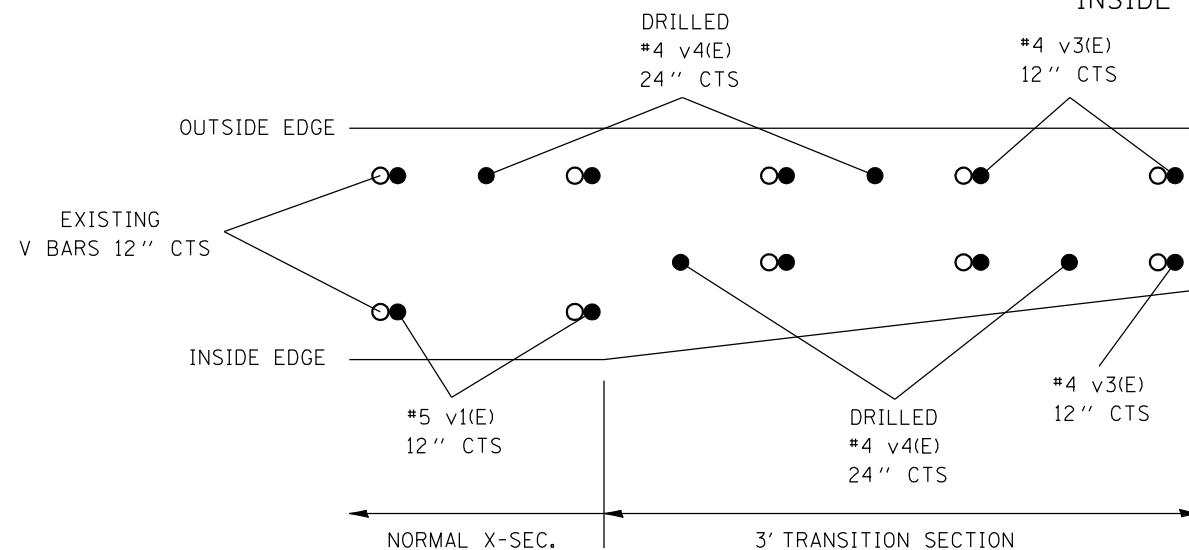 INSIDE
DRILLED
#4 v4(E)
24" CTS
#4 v3(E)
12" CTS
OUTSIDE EDGE
EXISTING
V BARS 12" CTS
INSIDE EDGE
#5 v1(E)
12" CTS
DRILLED
#4 v4(E)
24" CTS
#4 v3(E)
12" CTS
NORMAL X-SEC.
3' TRANSITION SECTION